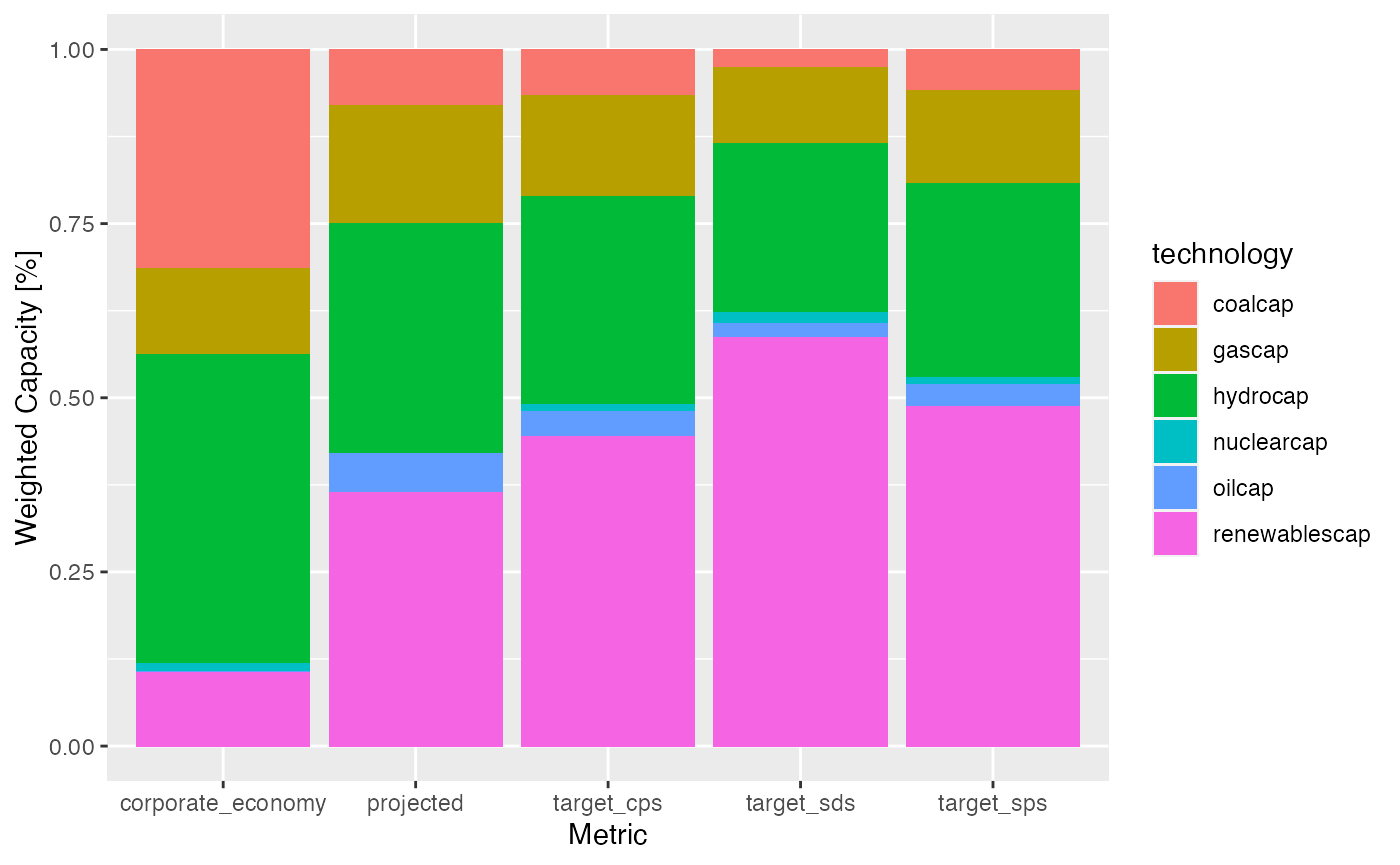 Weighted Capacity [%]
1.00
0.75
0.50
0.25
0.00
corporate_economy projected target_cps target_sds target_sps
Metric
technology
coalcap
gascap
hydrocap
nuclearcap
oilcap
renewablescap